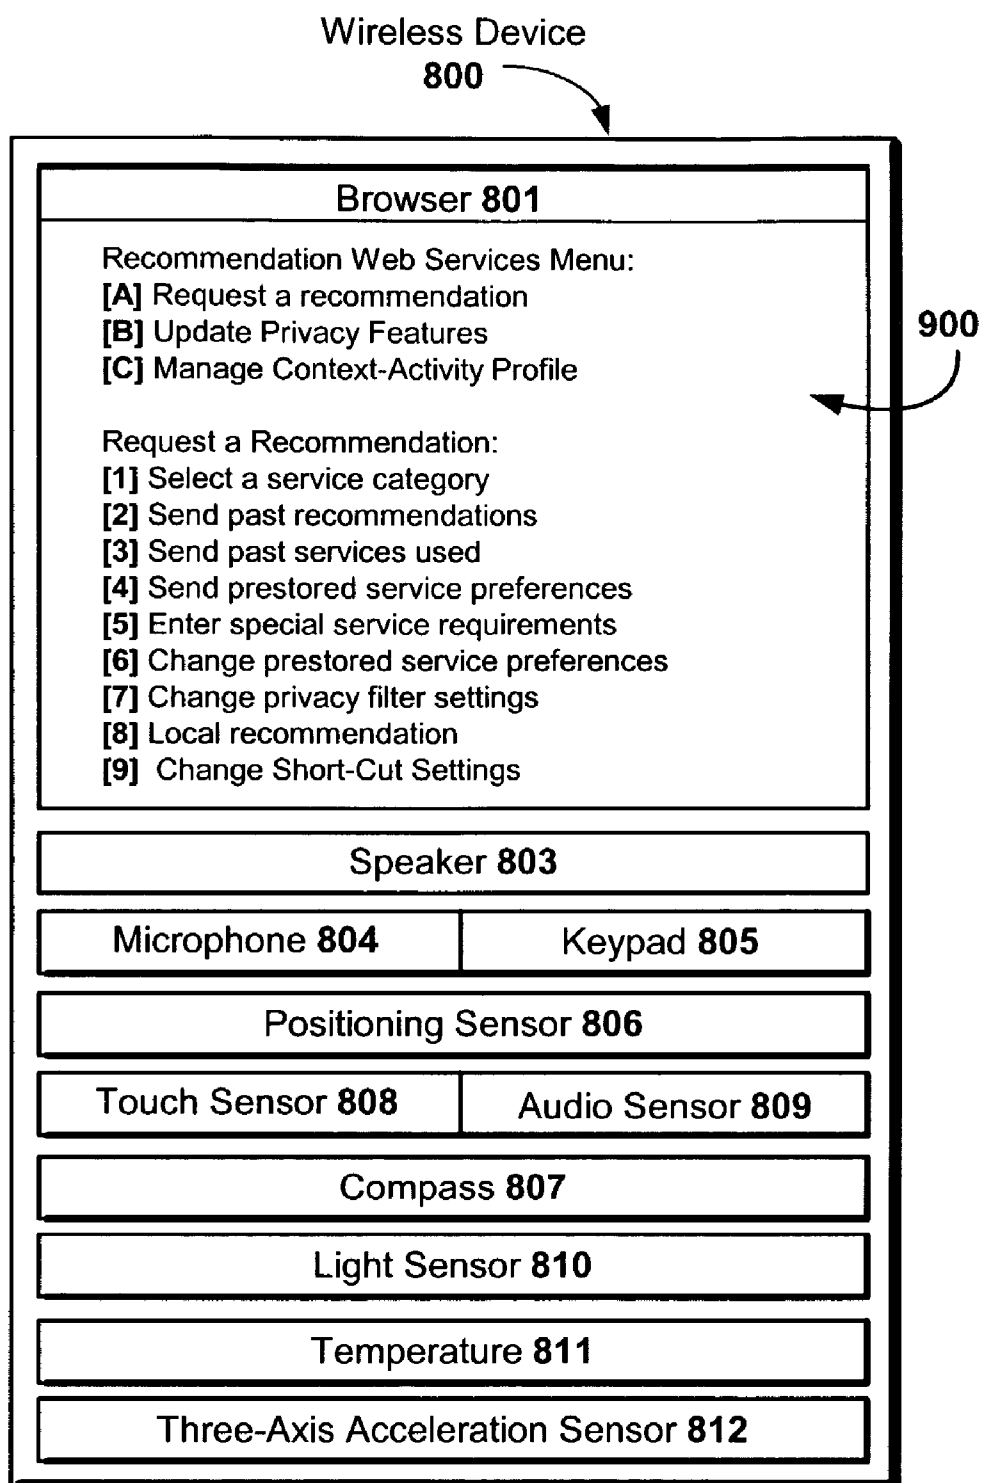 Wireless Device
800
Browser 801
Recommendation Web Services Menu:
[A] Request a recommendation
[B] Update Privacy Features
[C] Manage Context-Activity Profile
900
Request a Recommendation:
[1] Select a service category
[2] Send past recommendations
[3] Send past services used
[4] Send prestored service preferences
[5] Enter special service requirements
[6] Change prestored service preferences
[7] Change privacy filter settings
[8] Local recommendation
[9] Change Short-Cut Settings
Speaker 803
Microphone 804
Keypad 805
Positioning Sensor 806
Touch Sensor 808
Audio Sensor 809
Compass 807
Light Sensor 810
Temperature 811
Three-Axis Acceleration Sensor 812